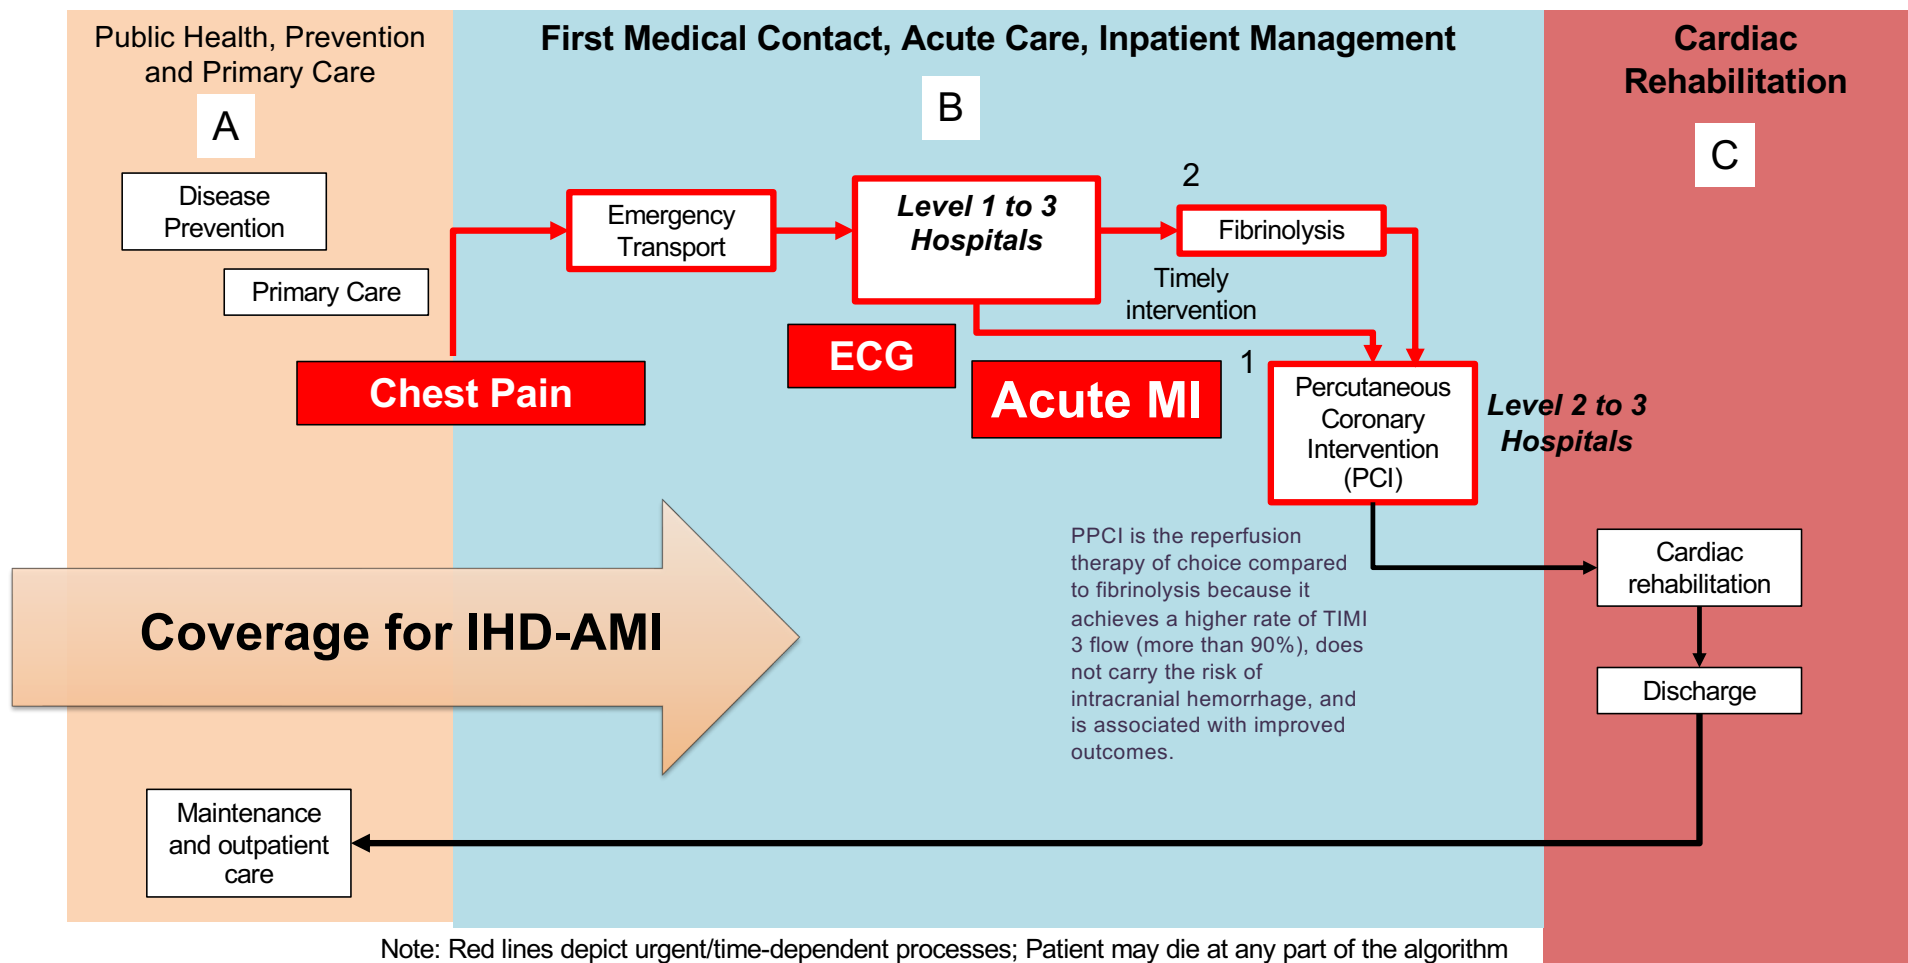 Public Health, Prevention
and Primary Care
A
Disease
Prevention
Primary Care
Chest Pain
First Medical Contact, Acute Care, Inpatient Management
B
Emergency
Transport
Level 1 to 3
Hospitals
2
Fibrinolysis
Timely
intervention
ECG
Acute MI
1
Percutaneous
Coronary
Intervention
(PCI)
Level 2 to 3
Hospitals
PPCI is the reperfusion
therapy of choice compared
to fibrinolysis because it
achieves a higher rate of TIMI
3 flow (more than 90%), does
not carry the risk of
intracranial hemorrhage, and
is associated with improved
outcomes.
Cardiac
Rehabilitation
C
Cardiac
rehabilitation
Discharge
Coverage for IHD-AMI
Maintenance
and outpatient
care
Note: Red lines depict urgent/time-dependent processes; Patient may die at any part of the algorithm